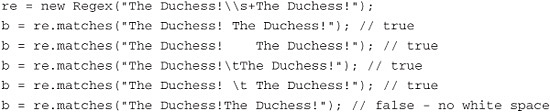 re = new Regex("The Duchess!\\s+The Duchess!");
b = re.matches("The Duchess! The Duchess!"); // true
b = re.matches("The Duchess!    The Duchess!"); // true
b = re.matches("The Duchess!\tThe Duchess!"); // true
b = re.matches("The Duchess! \t The Duchess!"); // true
b = re.matches("The Duchess!The Duchess!"); // false - no white space